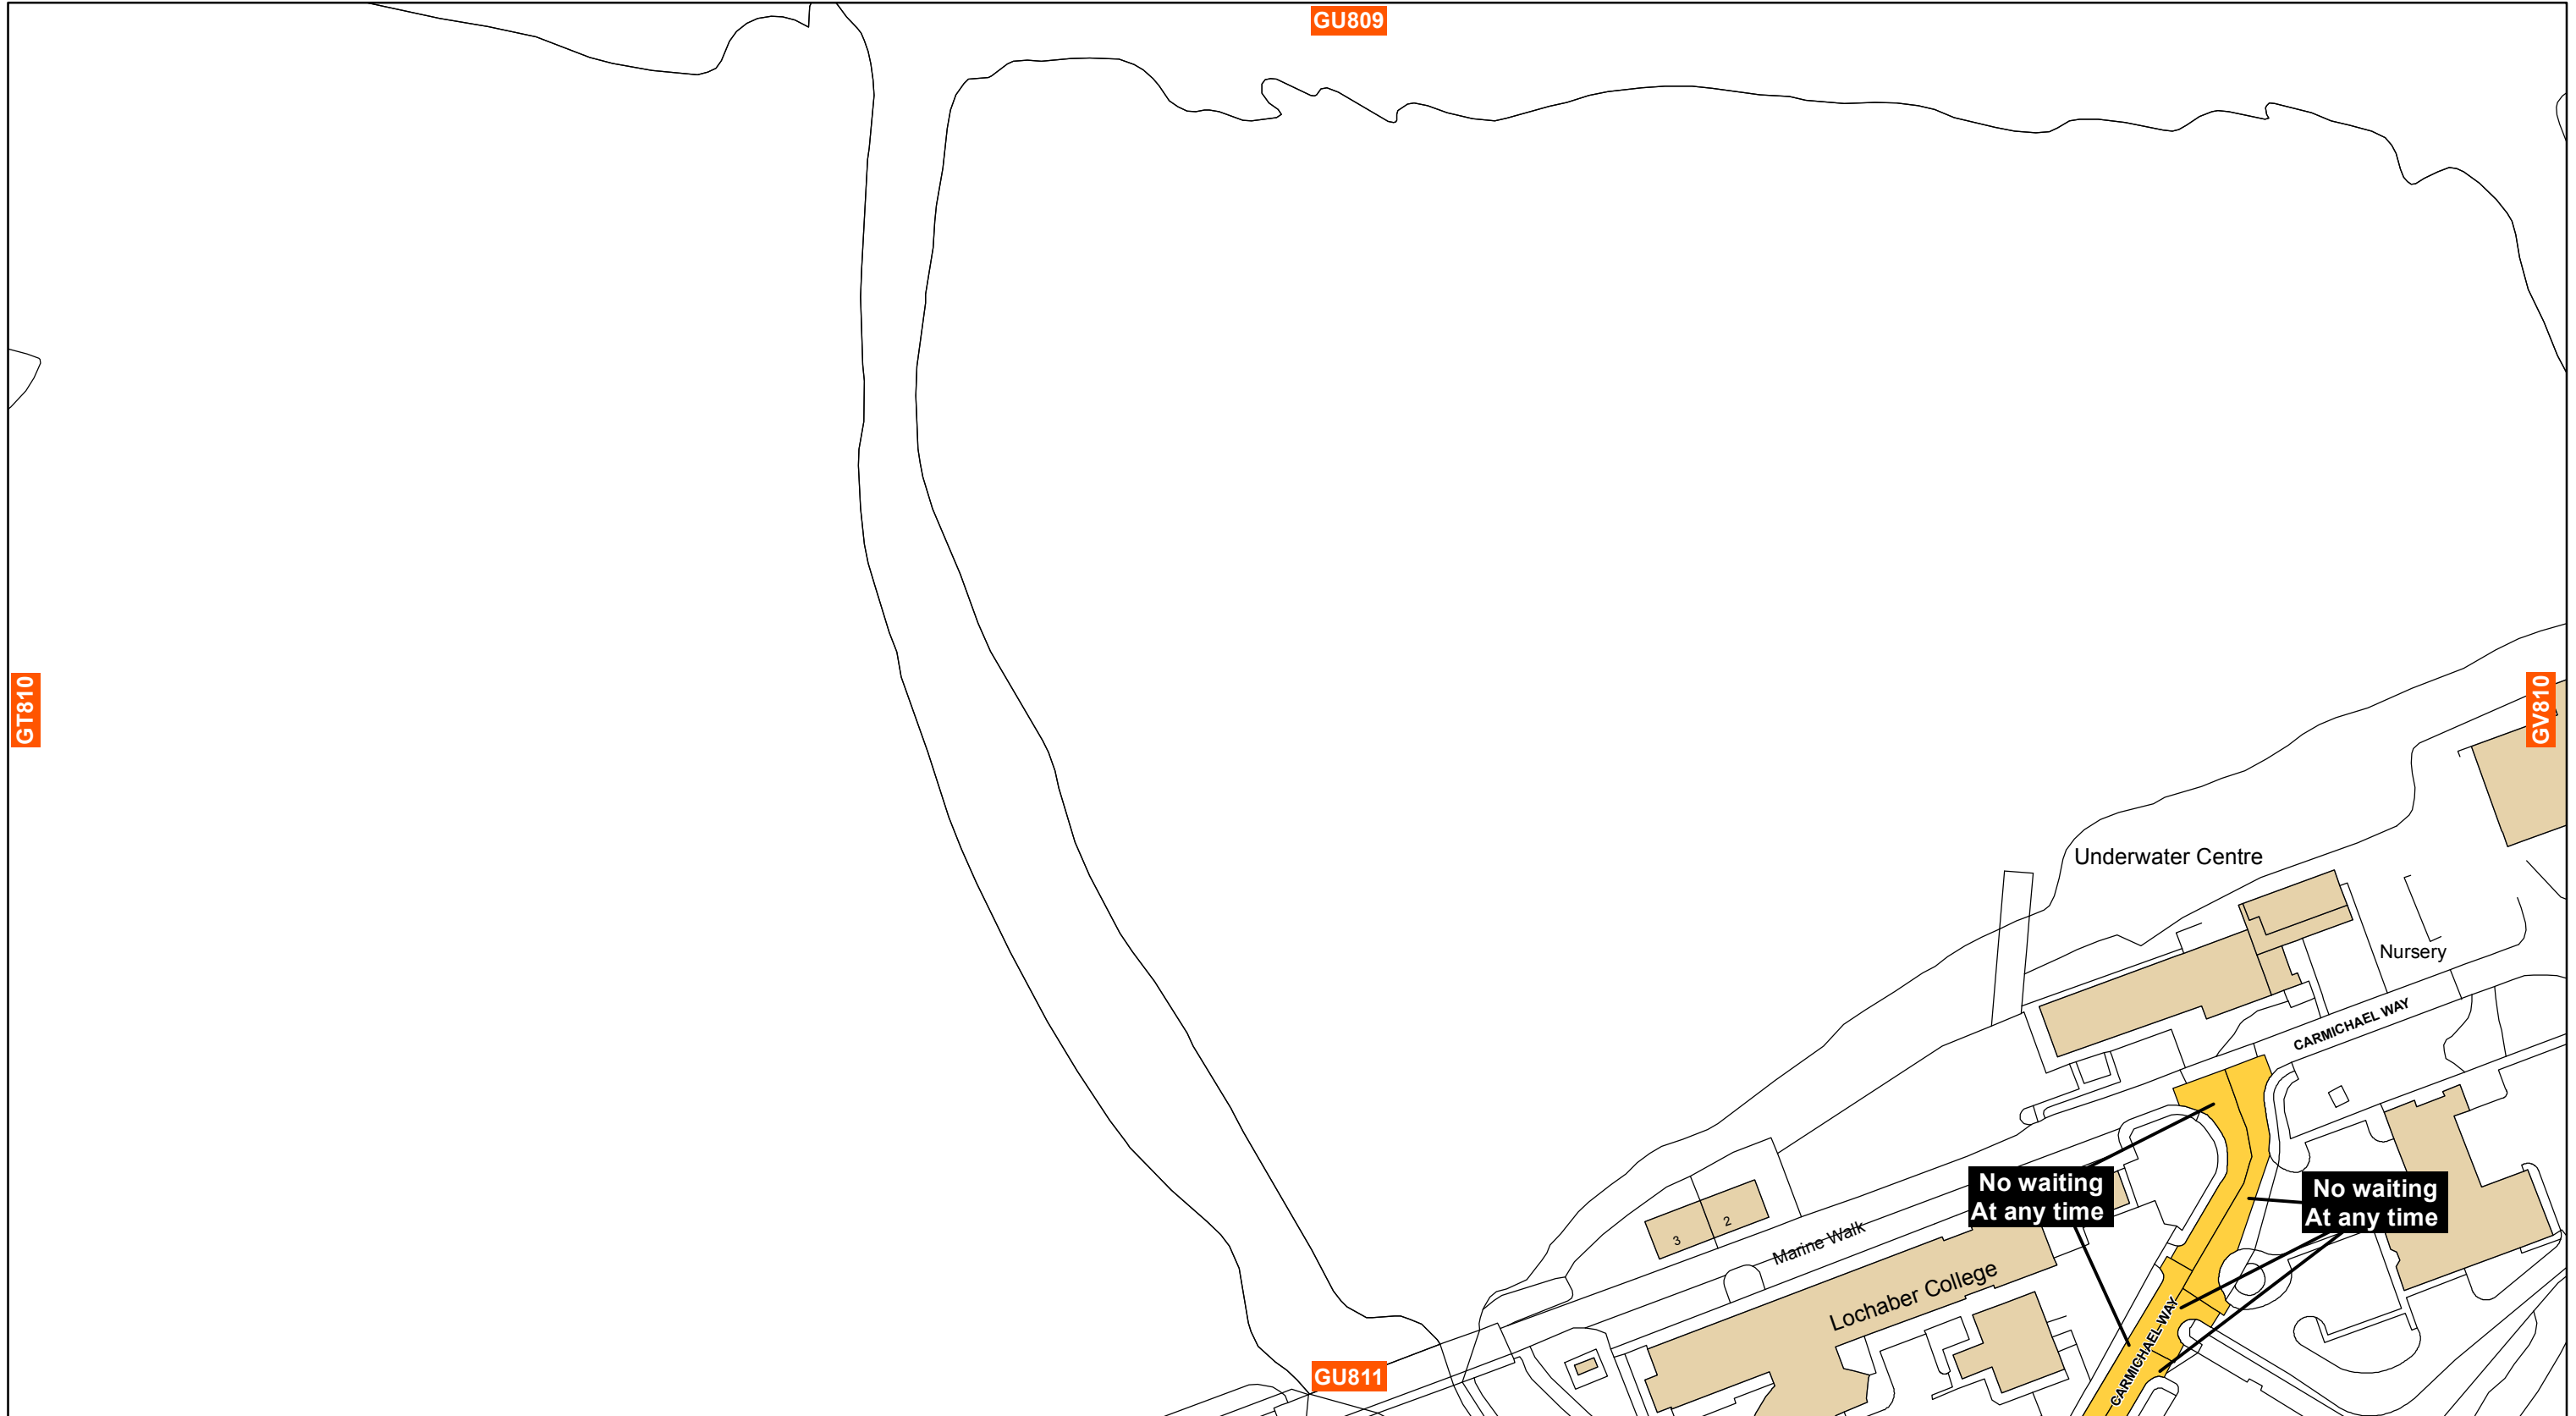 GU809
GT810
GV810
Underwater Centre
Nursery
CARMICHAEL WAY
No waiting
At any time
No waiting
At any time
2
3
Marine Walk
Lochaber College
CARMICHAEL WAY
GU811